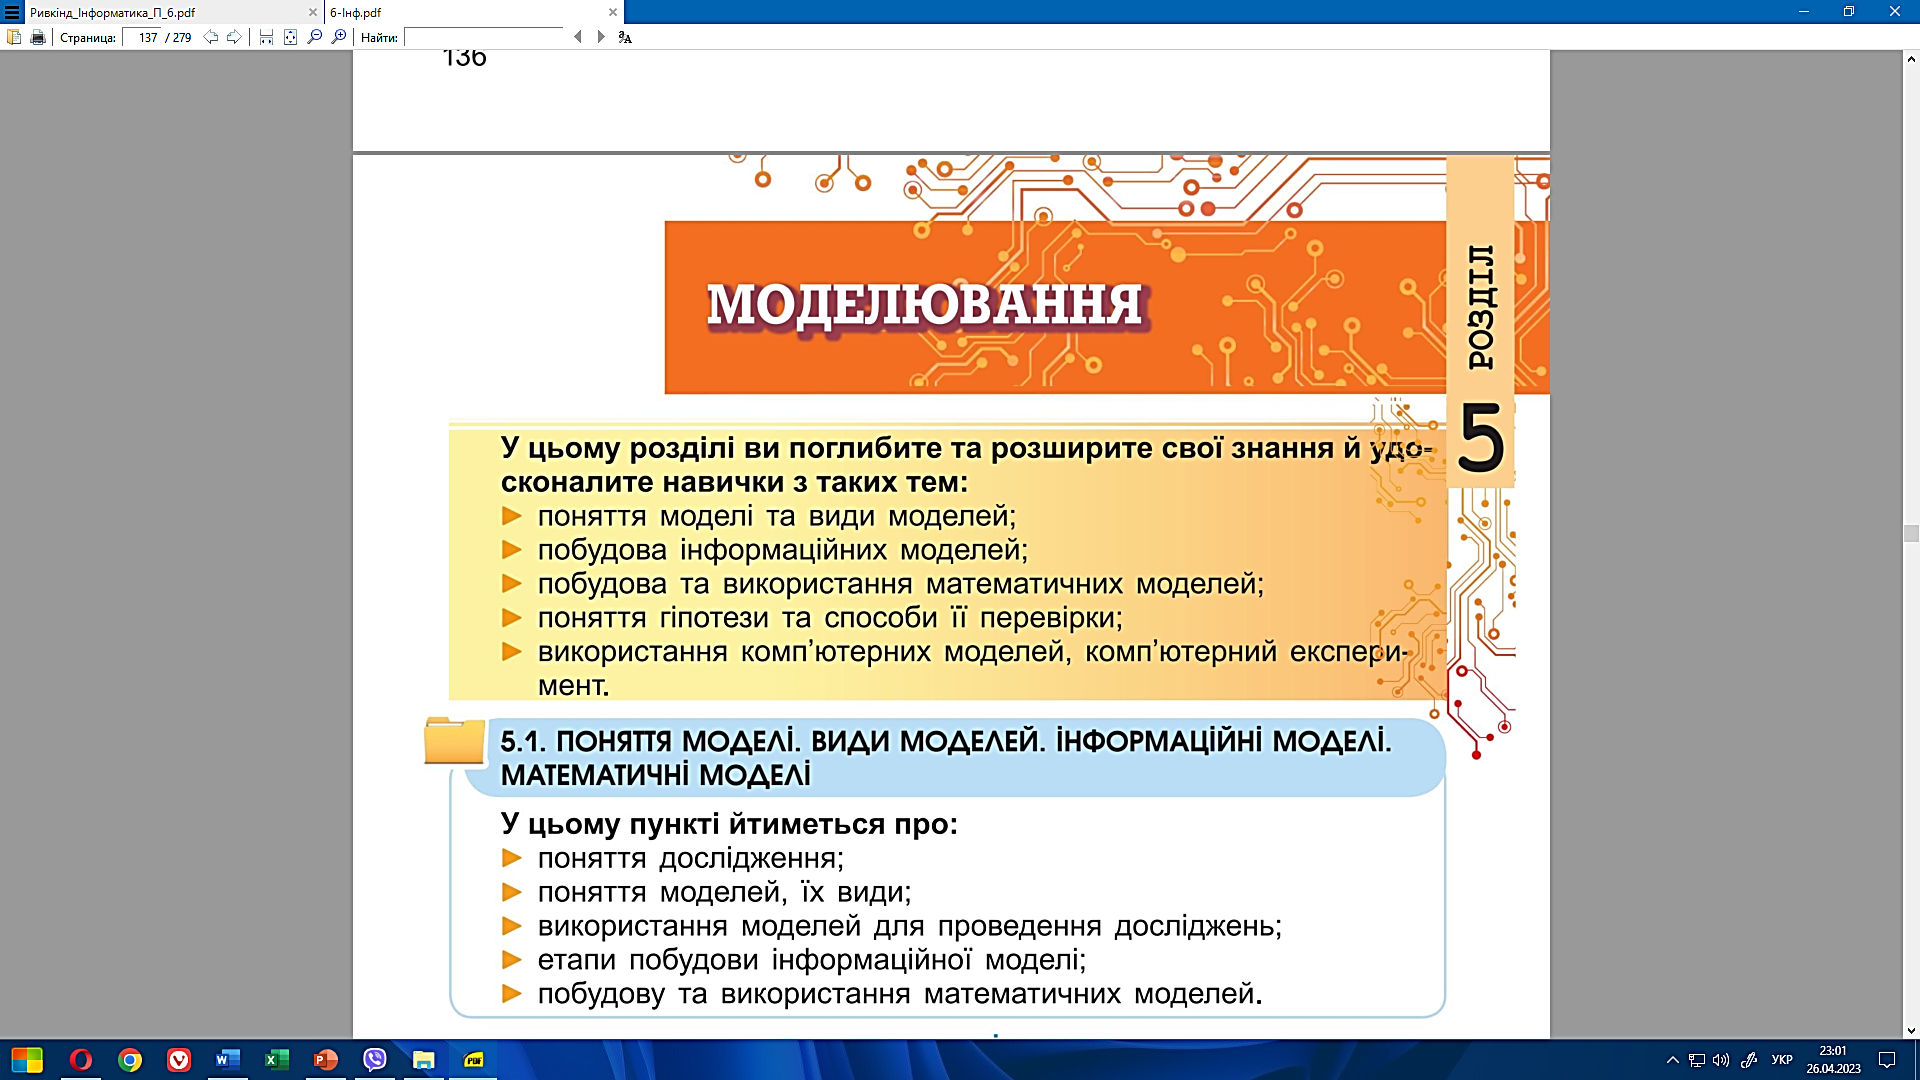 Ривкінд_Інформатика_П_6.pdf
6-Інф.pdf
Страница: 137 / 279
Найти:
136
МОДЕЛЮВАННЯ
РОЗДІЛ
5
У цьому розділі ви поглибите та розширите свої знання й удо-
сконалите навички з таких тем:
поняття моделі та види моделей;
побудова інформаційних моделей;
побудова та використання математичних моделей;
поняття гіпотези та способи її перевірки;
використання комп’ютерних моделей, комп’ютерний експери-
мент.
5.1. ПОНЯТТЯ МОДЕЛІ. ВИДИ МОДЕЛЕЙ. ІНФОРМАЦІЙНІ МОДЕЛІ.
МАТЕМАТИЧНІ МОДЕЛІ
У цьому пункті йтиметься про:
поняття дослідження;
поняття моделей, їх види;
використання моделей для проведення досліджень;
етапи побудови інформаційної моделі;
побудову та використання математичних моделей.
УКР
23:01
26.04.2023